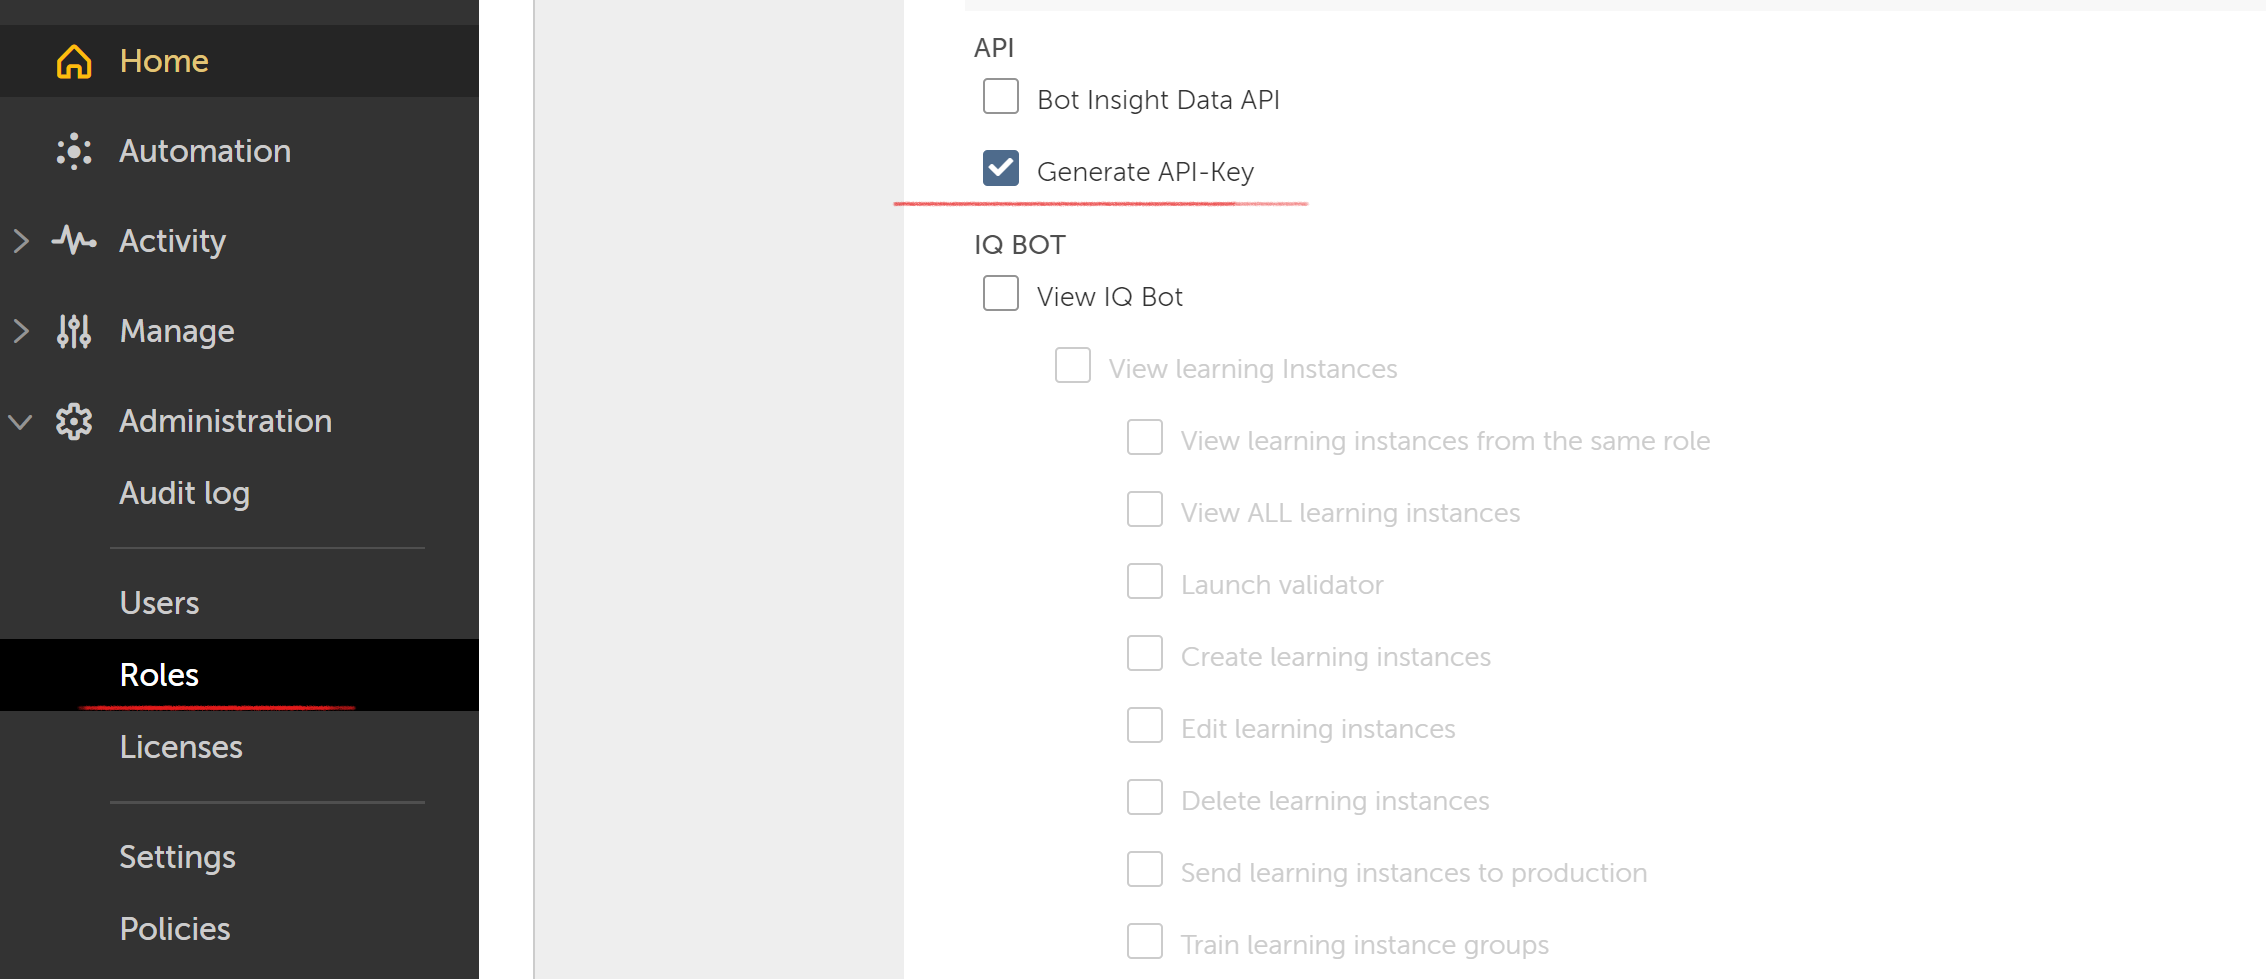 Home
Automation
Activity
Manage
Administration
Audit log
Users
Roles
Licenses
Settings
Policies
API
Bot Insight Data API
Generate API-Key
IQ BOT
View IQ Bot
View learning Instances
View learning instances from the same role
View ALL learning instances
Launch validator
Create learning instances
Edit learning instances
Delete learning instances
Send learning instances to production
Train learning instance groups